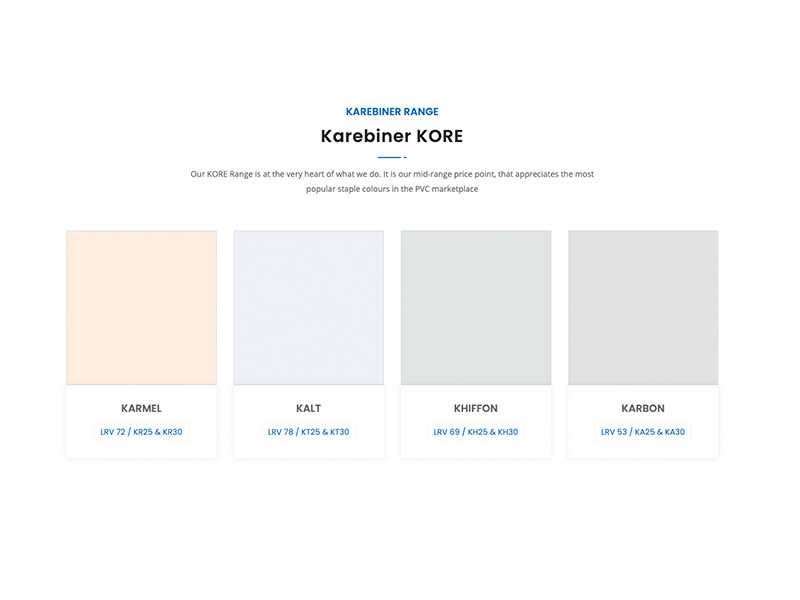 KAREBINER RANGE
Karebiner KORE
Our KORE Range is at the very heart of what we do. It is our mid-range price point, that appreciates the most
popular staple colours in the PVC marketplace
KARMEL
LRV 72 / KR25 & KR30
KALT
LRV 78 / KT25 & KT30
KHIFFON
LRV 69 / KH25 & KH30
KARBON
LRV 53 / KA25 & KA30